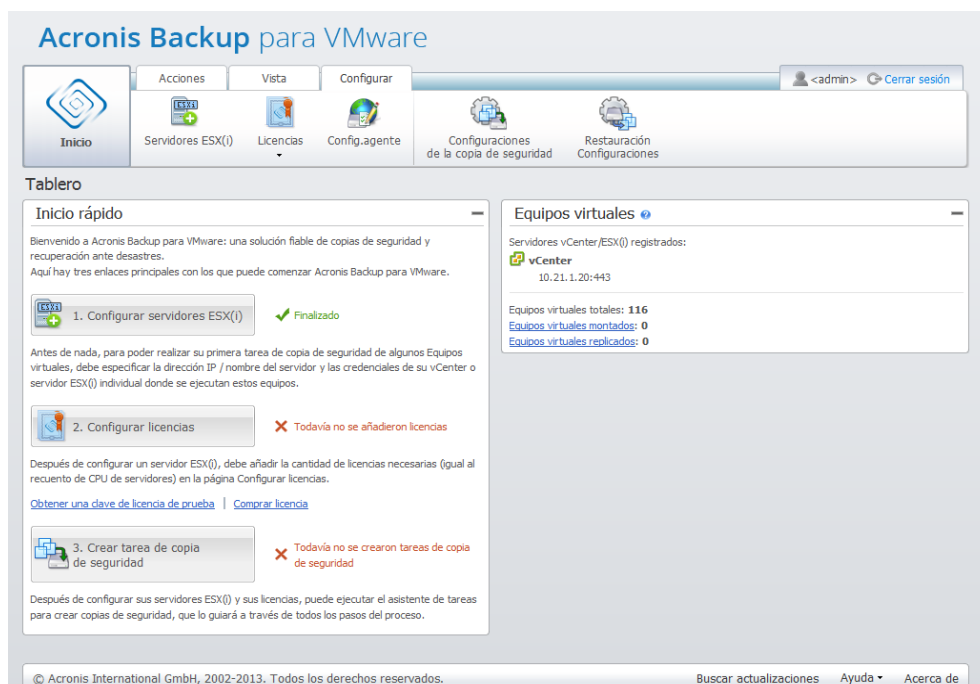 Acronis Backup para VMware
Acciones
Vista
Configurar
<admin>
Cerrar sesión
Inicio
Servidores ESX(i)
Licencias
Config.agente
Configuraciones
de la copia de seguridad
Restauración
Configuraciones
Tablero
Inicio rápido
Bienvenido a Acronis Backup para VMware: una solución fiable de copias de seguridad y
recuperación ante desastres.
Aquí hay tres enlaces principales con los que puede comenzar Acronis Backup para VMware.
ESXi
1. Configurar servidores ESX(i)
Finalizado
Antes de nada, para poder realizar su primera tarea de copia de seguridad de algunos Equipos
virtuales, debe especificar la dirección IP / nombre del servidor y las credenciales de su vCenter o
servidor ESX(i) individual donde se ejecutan estos equipos.
2. Configurar licencias
Todavía no se añadieron licencias
Después de configurar un servidor ESX(i), debe añadir la cantidad de licencias necesarias (igual al
recuento de CPU de servidores) en la página Configurar licencias.
Obtener una clave de licencia de prueba | Comprar licencia
3. Crear tarea de copia
de seguridad
Todavía no se crearon tareas de copia
de seguridad
Después de configurar sus servidores ESX(i) y sus licencias, puede ejecutar el asistente de tareas
para crear copias de seguridad, que lo guiará a través de todos los pasos del proceso.
Equipos virtuales
Servidores vCenter/ESX(i) registrados:
vCenter
10.21.1.20:443
Equipos virtuales totales: 116
Equipos virtuales montados: 0
Equipos virtuales replicados: 0
© Acronis International GmbH, 2002-2013. Todos los derechos reservados.
Buscar actualizaciones
Ayuda
Acerca de